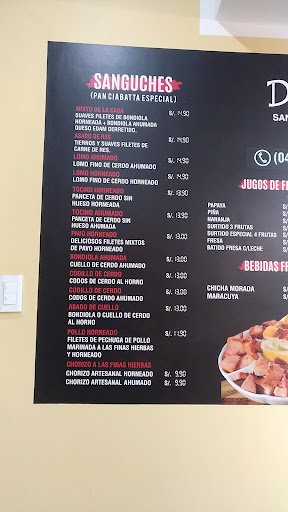 SANGUCHES
(PAN CIABATTA ESPECIAL)
MIXTO DE LA CASA
SUAVES FILETES DE BONDIOLA S/. 14.90
HORNEADA + BONDIOLA AHUMADA
QUESO EDAM DERRETIDO.
ASADO DE RES
TIERNOS Y SUAVES FILETES DE S/. 14.90
CARNE DE RES.
LOMO AHUMADO
LOMO FINO DE CERDO AHUMADO S/. 14.90
LOMO HORNEADO
LOMO FINO DE CERDO HORNEADO S/. 14.90
TOCINO HORNEADO
PANCETA DE CERDO SIN S/. 13.90
HUESO HORNEADA
TOCINO AHUMADO
PANCETA DE CERDO SIN S/. 13.90
HUESO AHUMADA
PAVO HORNEADO
DELICIOSOS FILETES MIXTOS S/. 13.00
DE PAVO HORNEADO
BONDIOLA AHUMADA
CUELLO DE CERDO AHUMADO S/. 13.00
CODILLO DE CERDO
CODOS DE CERDO AL HORNO S/. 13.00
CODILLO DE CERDO
CODOS DE CERDO AHUMADO S/. 13.00
ASADO DE CUELLO
BONDIOLA O CUELLO DE CERDO S/. 13.00
AL HORNO
POLLO HORNEADO
FILETES DE PECHUGA DE POLLO S/. 11.90
MARINADA A LAS FINAS HIERBAS
Y HORNEADO
CHORIZO A LAS FINAS HIERBAS
CHORIZO ARTESANAL HORNEADO S/. 9.90
CHORIZO ARTESANAL AHUMADO S/. 9.90
D
SAN
(04
JUGOS DE F
PAPAYA S/
PIÑA S/
NARANJA S/
SURTIDO 3 FRUTAS S/
SURTIDO ESPECIAL 4 FRUTAS S/
FRESA S/
BATIDO FRESA C/LECHE S/
BEBIDAS FR
CHICHA MORADA S/
MARACUYA S/